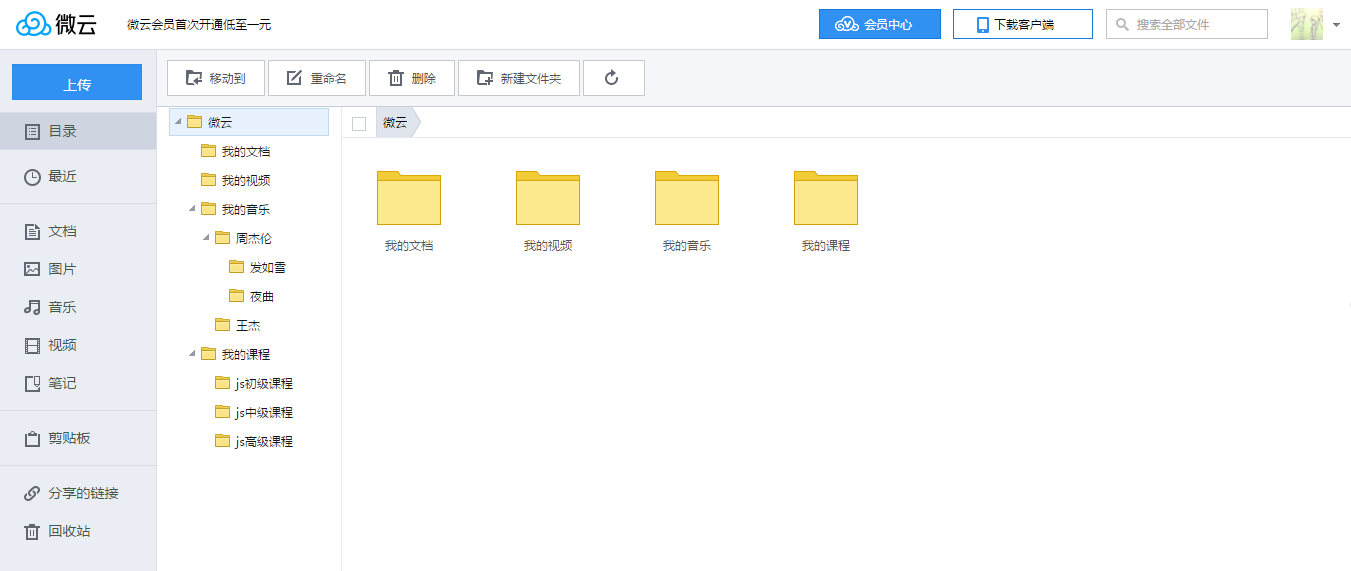 微云
微云会员首次开通低至一元
会员中心
下载客户端
搜索全部文件
上传
移动到
重命名
删除
新建文件夹
目录
最近
文档
图片
音乐
视频
笔记
剪贴板
分享的链接
回收站
微云
我的文档
我的视频
我的音乐
周杰伦
发如雪
夜曲
王杰
我的课程
js初级课程
js中级课程
js高级课程
微云
我的文档
我的视频
我的音乐
我的课程